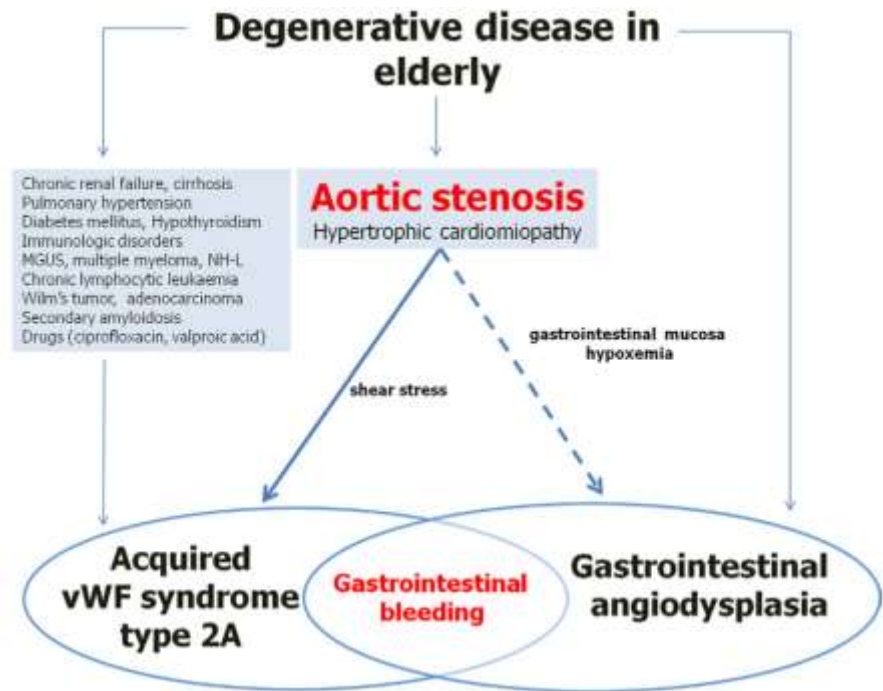 Degenerative disease in
elderly
Chronic renal failure, cirrhosis
Pulmonary hypertension
Diabetes mellitus, Hypothyroidism
Immunologic disorders
MGUS, multiple myeloma, NH-L
Chronic lymphocytic leukaemia
Wilm's tumor, adenocarcinoma
Secondary amyloidosis
Drugs (ciprofloxacin, valproic acid)
Aortic stenosis
Hypertrophic cardiomiopathy
gastrointestinal mucosa
hypoxemia
shear stress
Acquired
vWF syndrome
type 2A
Gastrointestinal
bleeding
Gastrointestinal
angiodysplasia